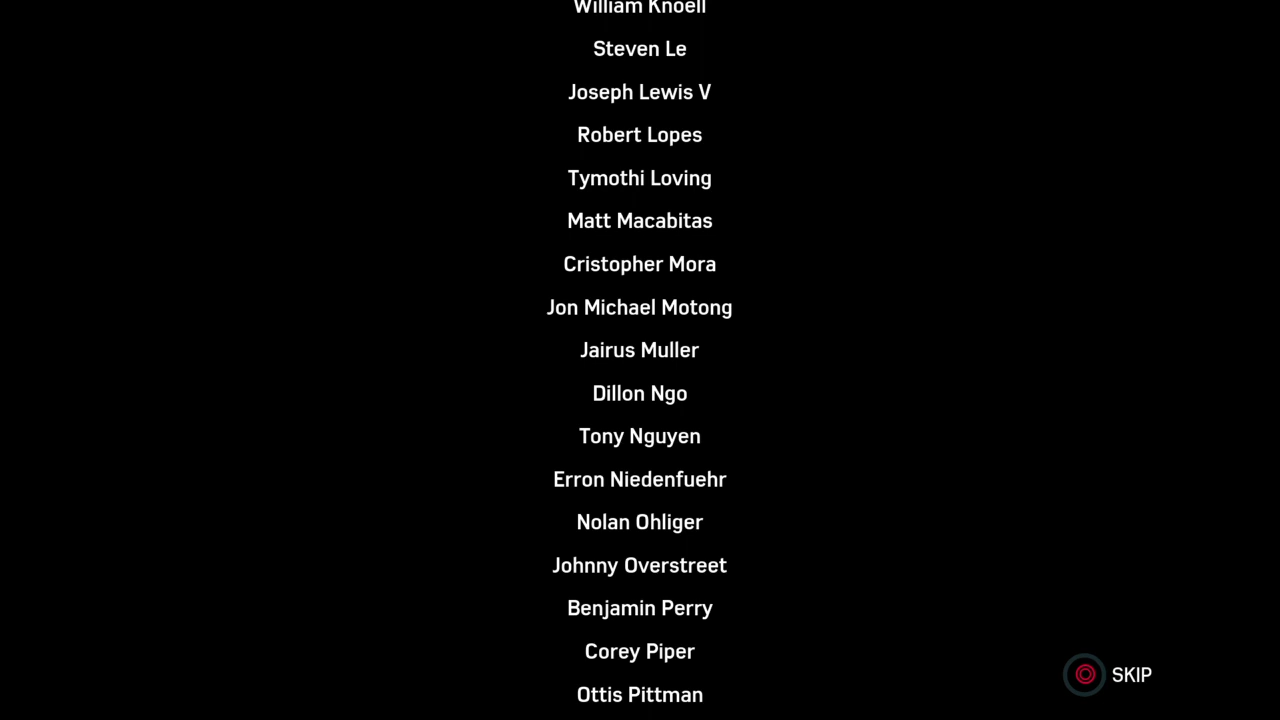 William Knoell
Steven Le
Joseph Lewis V
Robert Lopes
Tymothi Loving
Matt Macabitas
Cristopher Mora
Jon Michael Motong
Jairus Muller
Dillon Ngo
Tony Nguyen
Erron Niedenfuehr
Nolan Ohliger
Johnny Overstreet
Benjamin Perry
Corey Piper
SKIP
Ottis Pittman